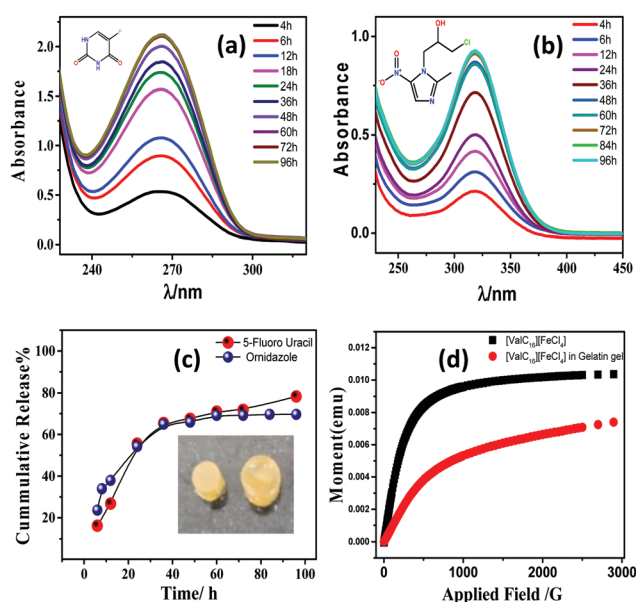 (a)
F
HN
O
N
H
O
4h
6h
12h
18h
24h
36h
48h
60h
72h
96h
2.0
1.5
1.0
0.5
0.0
240 270 300
Absorbance
λ/nm
(b)
OH
Cl
O
N+
-O
N
N
4h
6h
12h
24h
36h
48h
60h
72h
84h
96h
1.0
0.5
0.0
250 300 350 400 450
Absorbance
λ/nm
(c)
5-Fluoro Uracil
Ornidazole
100
80
60
40
20
0 20 40 60 80 100
Cummulative Release%
Time/ h
(d)
[ValC16][FeCl4]
[ValC16][FeCl4] in Gelatin gel
0.010
0.008
0.006
0.004
0.002
0.000
0 1000 2000 3000
Moment(emu)
Applied Field /G